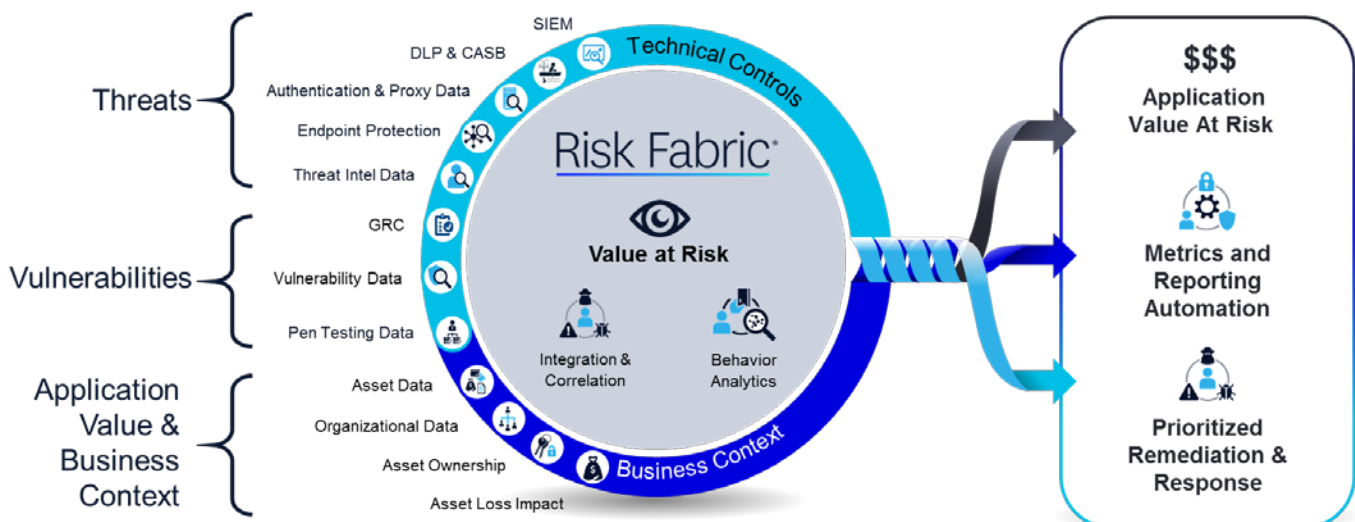 Threats
SIEM
DLP & CASB
Authentication & Proxy Data
Endpoint Protection
Threat Intel Data
Vulnerabilities
GRC
Vulnerability Data
Pen Testing Data
Application
Value &
Business
Context
Asset Data
Organizational Data
Asset Ownership
Asset Loss Impact
Technical Controls
Risk Fabric®
Value at Risk
Integration &
Correlation
Behavior
Analytics
Business Context
$$$
Application
Value At Risk
Metrics and
Reporting
Automation
Prioritized
Remediation &
Response